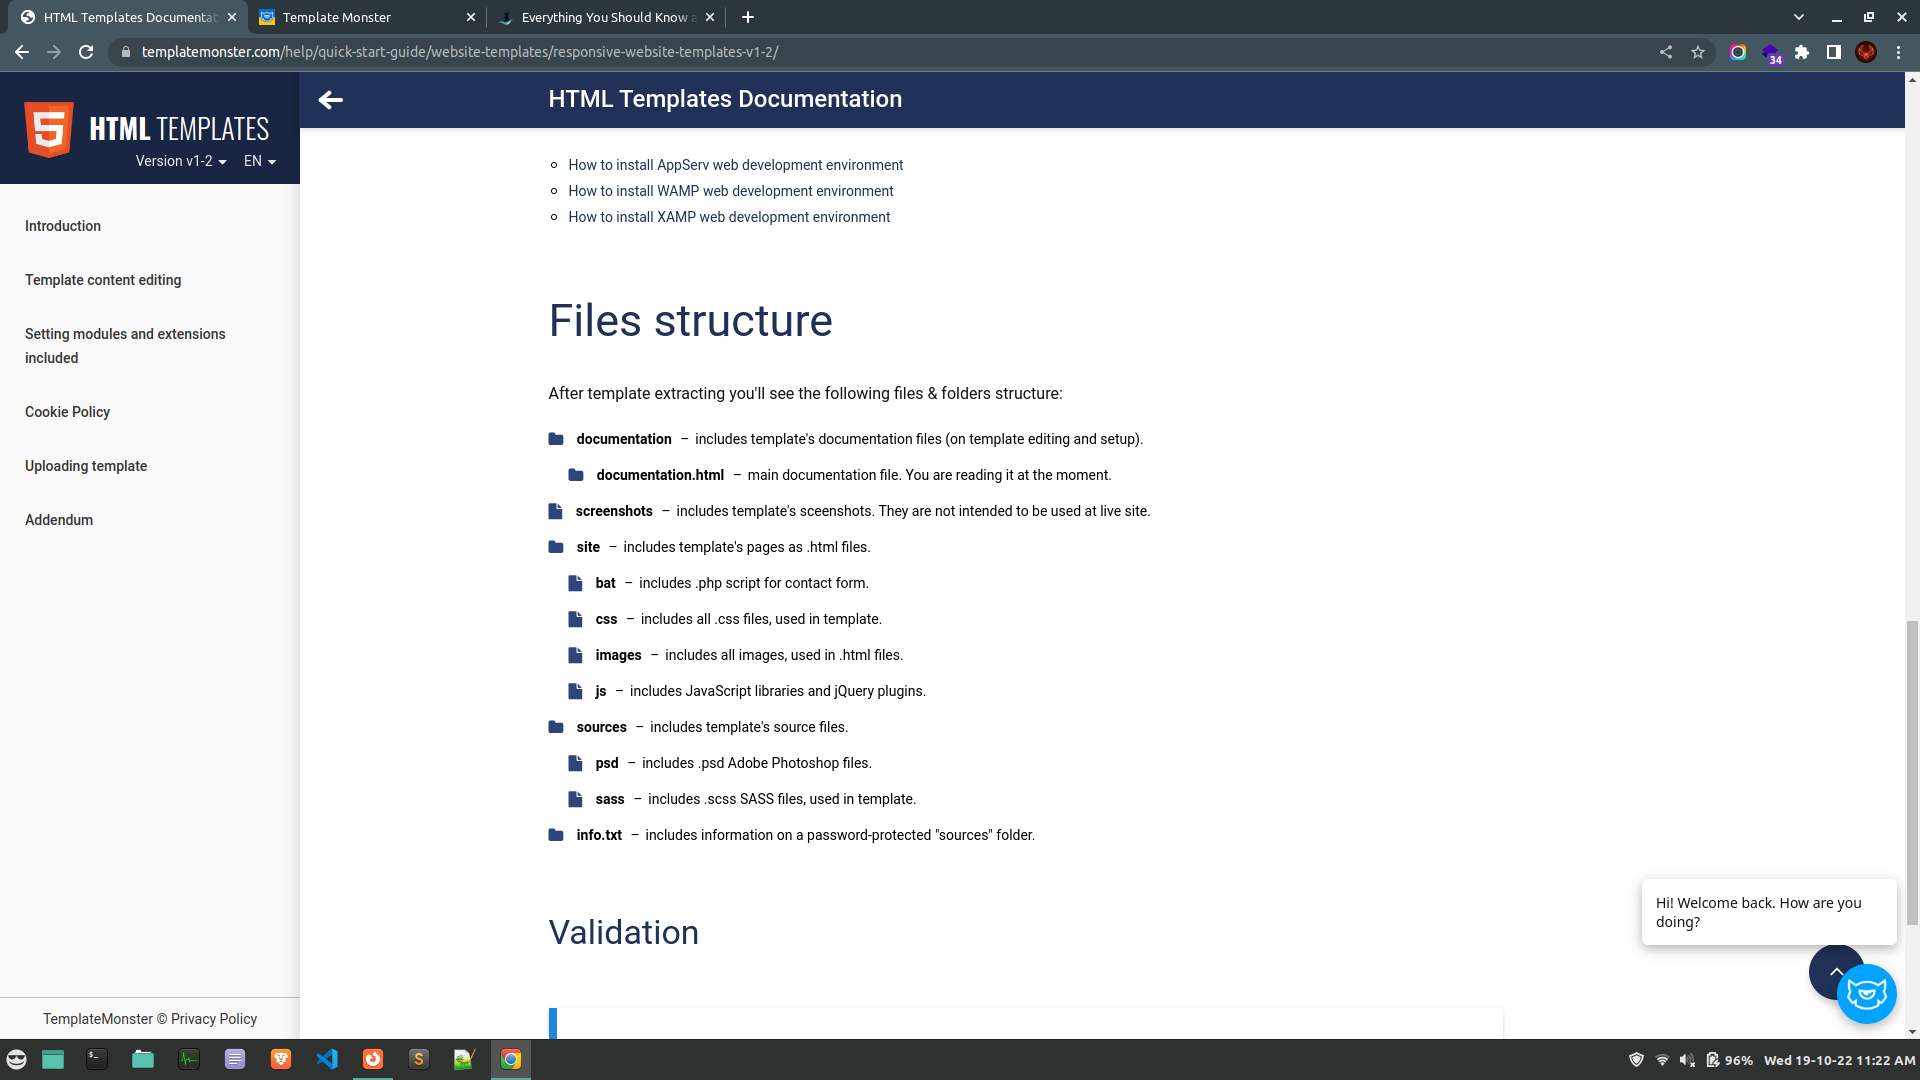 HTML Templates Documentat
Template Monster
Everything You Should Know a
templatemonster.com/help/quick-start-guide/website-templates/responsive-website-templates-v1-2/
34
HTML TEMPLATES
Version v1-2
EN
HTML Templates Documentation
Introduction
Template content editing
Setting modules and extensions
included
Cookie Policy
Uploading template
Addendum
TemplateMonster © Privacy Policy
How to install AppServ web development environment
How to install WAMP web development environment
How to install XAMP web development environment
Files structure
After template extracting you'll see the following files & folders structure:
documentation – includes template's documentation files (on template editing and setup).
documentation.html – main documentation file. You are reading it at the moment.
screenshots – includes template's sceenshots. They are not intended to be used at live site.
site – includes template's pages as .html files.
bat – includes .php script for contact form.
css – includes all .css files, used in template.
images – includes all images, used in .html files.
js – includes JavaScript libraries and jQuery plugins.
sources – includes template's source files.
psd – includes .psd Adobe Photoshop files.
sass – includes .scss SASS files, used in template.
info.txt – includes information on a password-protected "sources" folder.
Validation
Hi! Welcome back. How are you
doing?
96%
Wed 19-10-22 11:22 AM